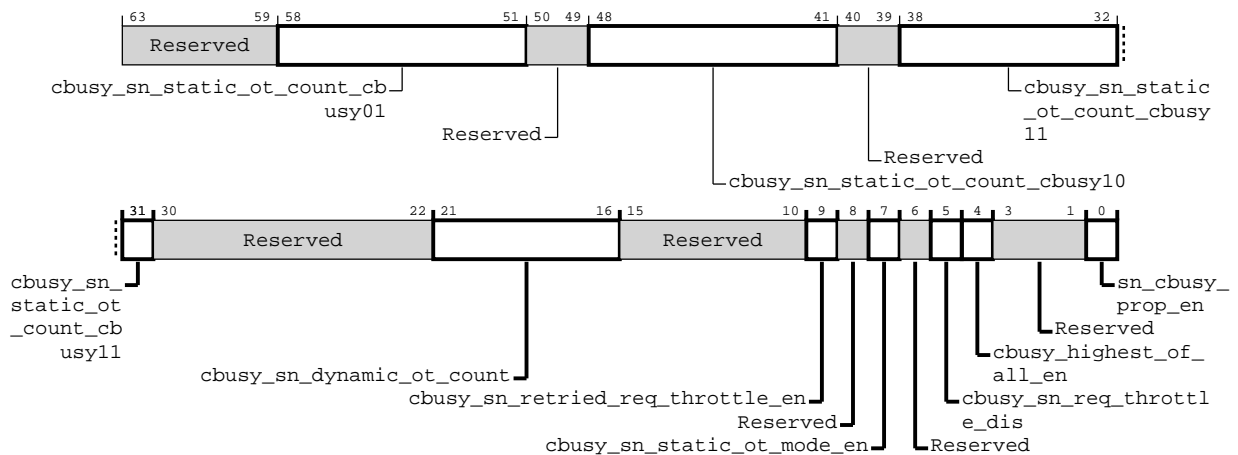 63 59 58 51 50 49 48 41 40 39 38 32
Reserved
cbusy_sn_static_ot_count_cb
usy01
Reserved
cbusy_sn_static
_ot_count_cbusy
11
Reserved
cbusy_sn_static_ot_count_cbusy10
31 30 22 21 16 15 10 9 8 7 6 5 4 3 1 0
Reserved Reserved
cbusy_sn_
static_ot
_count_cb
usy11
sn_cbusy_
prop_en
Reserved
cbusy_highest_of_
all_en
cbusy_sn_dynamic_ot_count
cbusy_sn_retried_req_throttle_en
cbusy_sn_req_throttl
e_dis
Reserved
cbusy_sn_static_ot_mode_en
Reserved